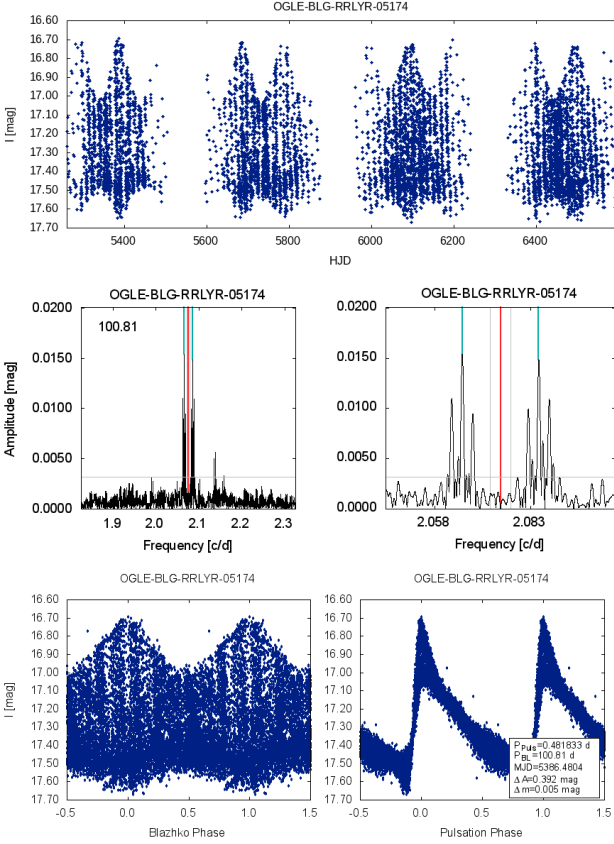 OGLE-BLG-RRLYR-05174
16.60
16.70
16.80
16.90
17.00
17.10
17.20
17.30
17.40
17.50
17.60
17.70
I [mag]
5400 5600 5800 6000 6200 6400
HJD
OGLE-BLG-RRLYR-05174
100.81
0.0200
0.0150
0.0100
0.0050
0.0000
Amplitude [mag]
1.9 2.0 2.1 2.2 2.3
Frequency [c/d]
OGLE-BLG-RRLYR-05174
0.0200
0.0150
0.0100
0.0050
0.0000
2.058 2.083
Frequency [c/d]
OGLE-BLG-RRLYR-05174
16.60
16.70
16.80
16.90
17.00
17.10
17.20
17.30
17.40
17.50
17.60
17.70
I [mag]
-0.5 0.0 0.5 1.0 1.5
Blazhko Phase
OGLE-BLG-RRLYR-05174
16.60
16.70
16.80
16.90
17.00
17.10
17.20
17.30
17.40
17.50
17.60
17.70
P_Puls=0.481833 d
P_BL=100.81 d
MJD=5386.4804
Δ A=0.392 mag
Δ m=0.005 mag
-0.5 0.0 0.5 1.0 1.5
Pulsation Phase